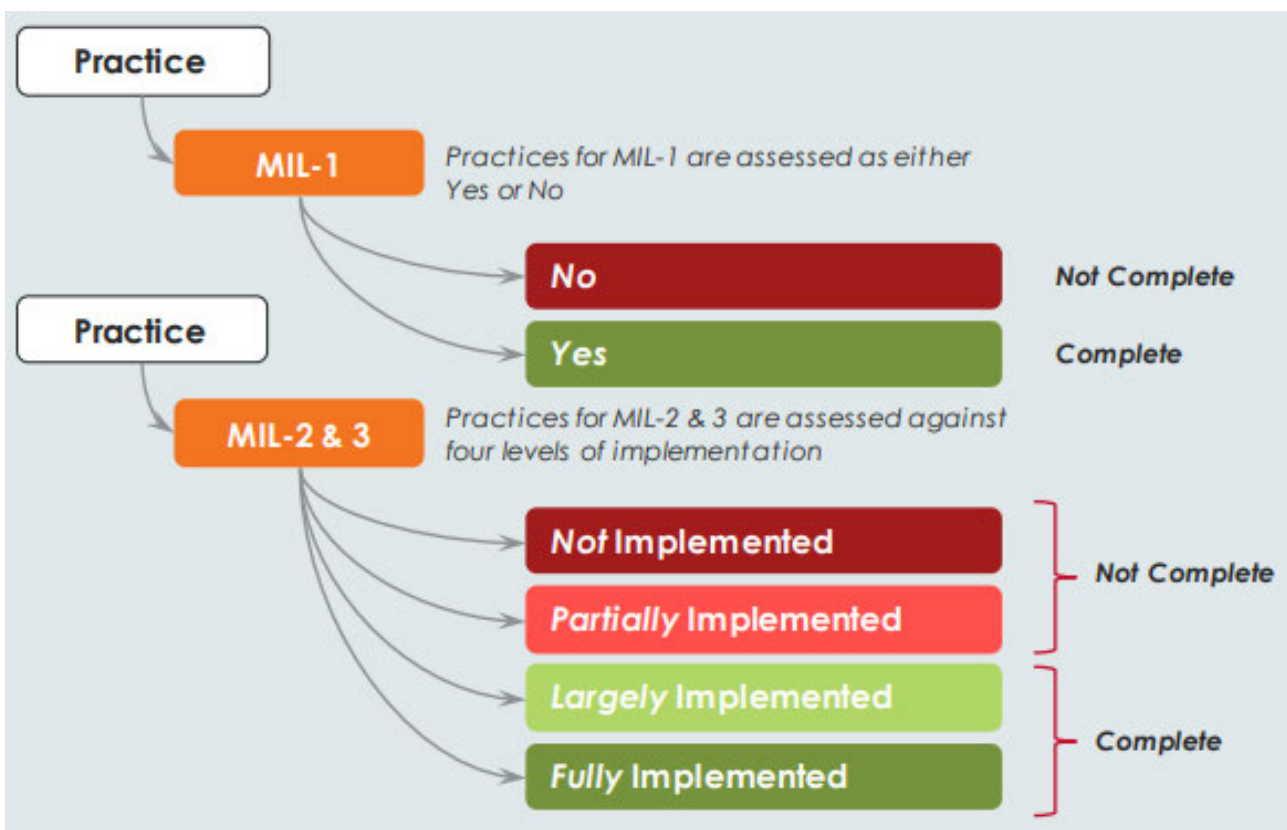 Practice
MIL-1
Practices for MIL-1 are assessed as either
Yes or No
No
Not Complete
Yes
Complete
Practice
MIL-2 & 3
Practices for MIL-2 & 3 are assessed against
four levels of implementation
Not Implemented
Partially Implemented
Not Complete
Largely Implemented
Fully Implemented
Complete